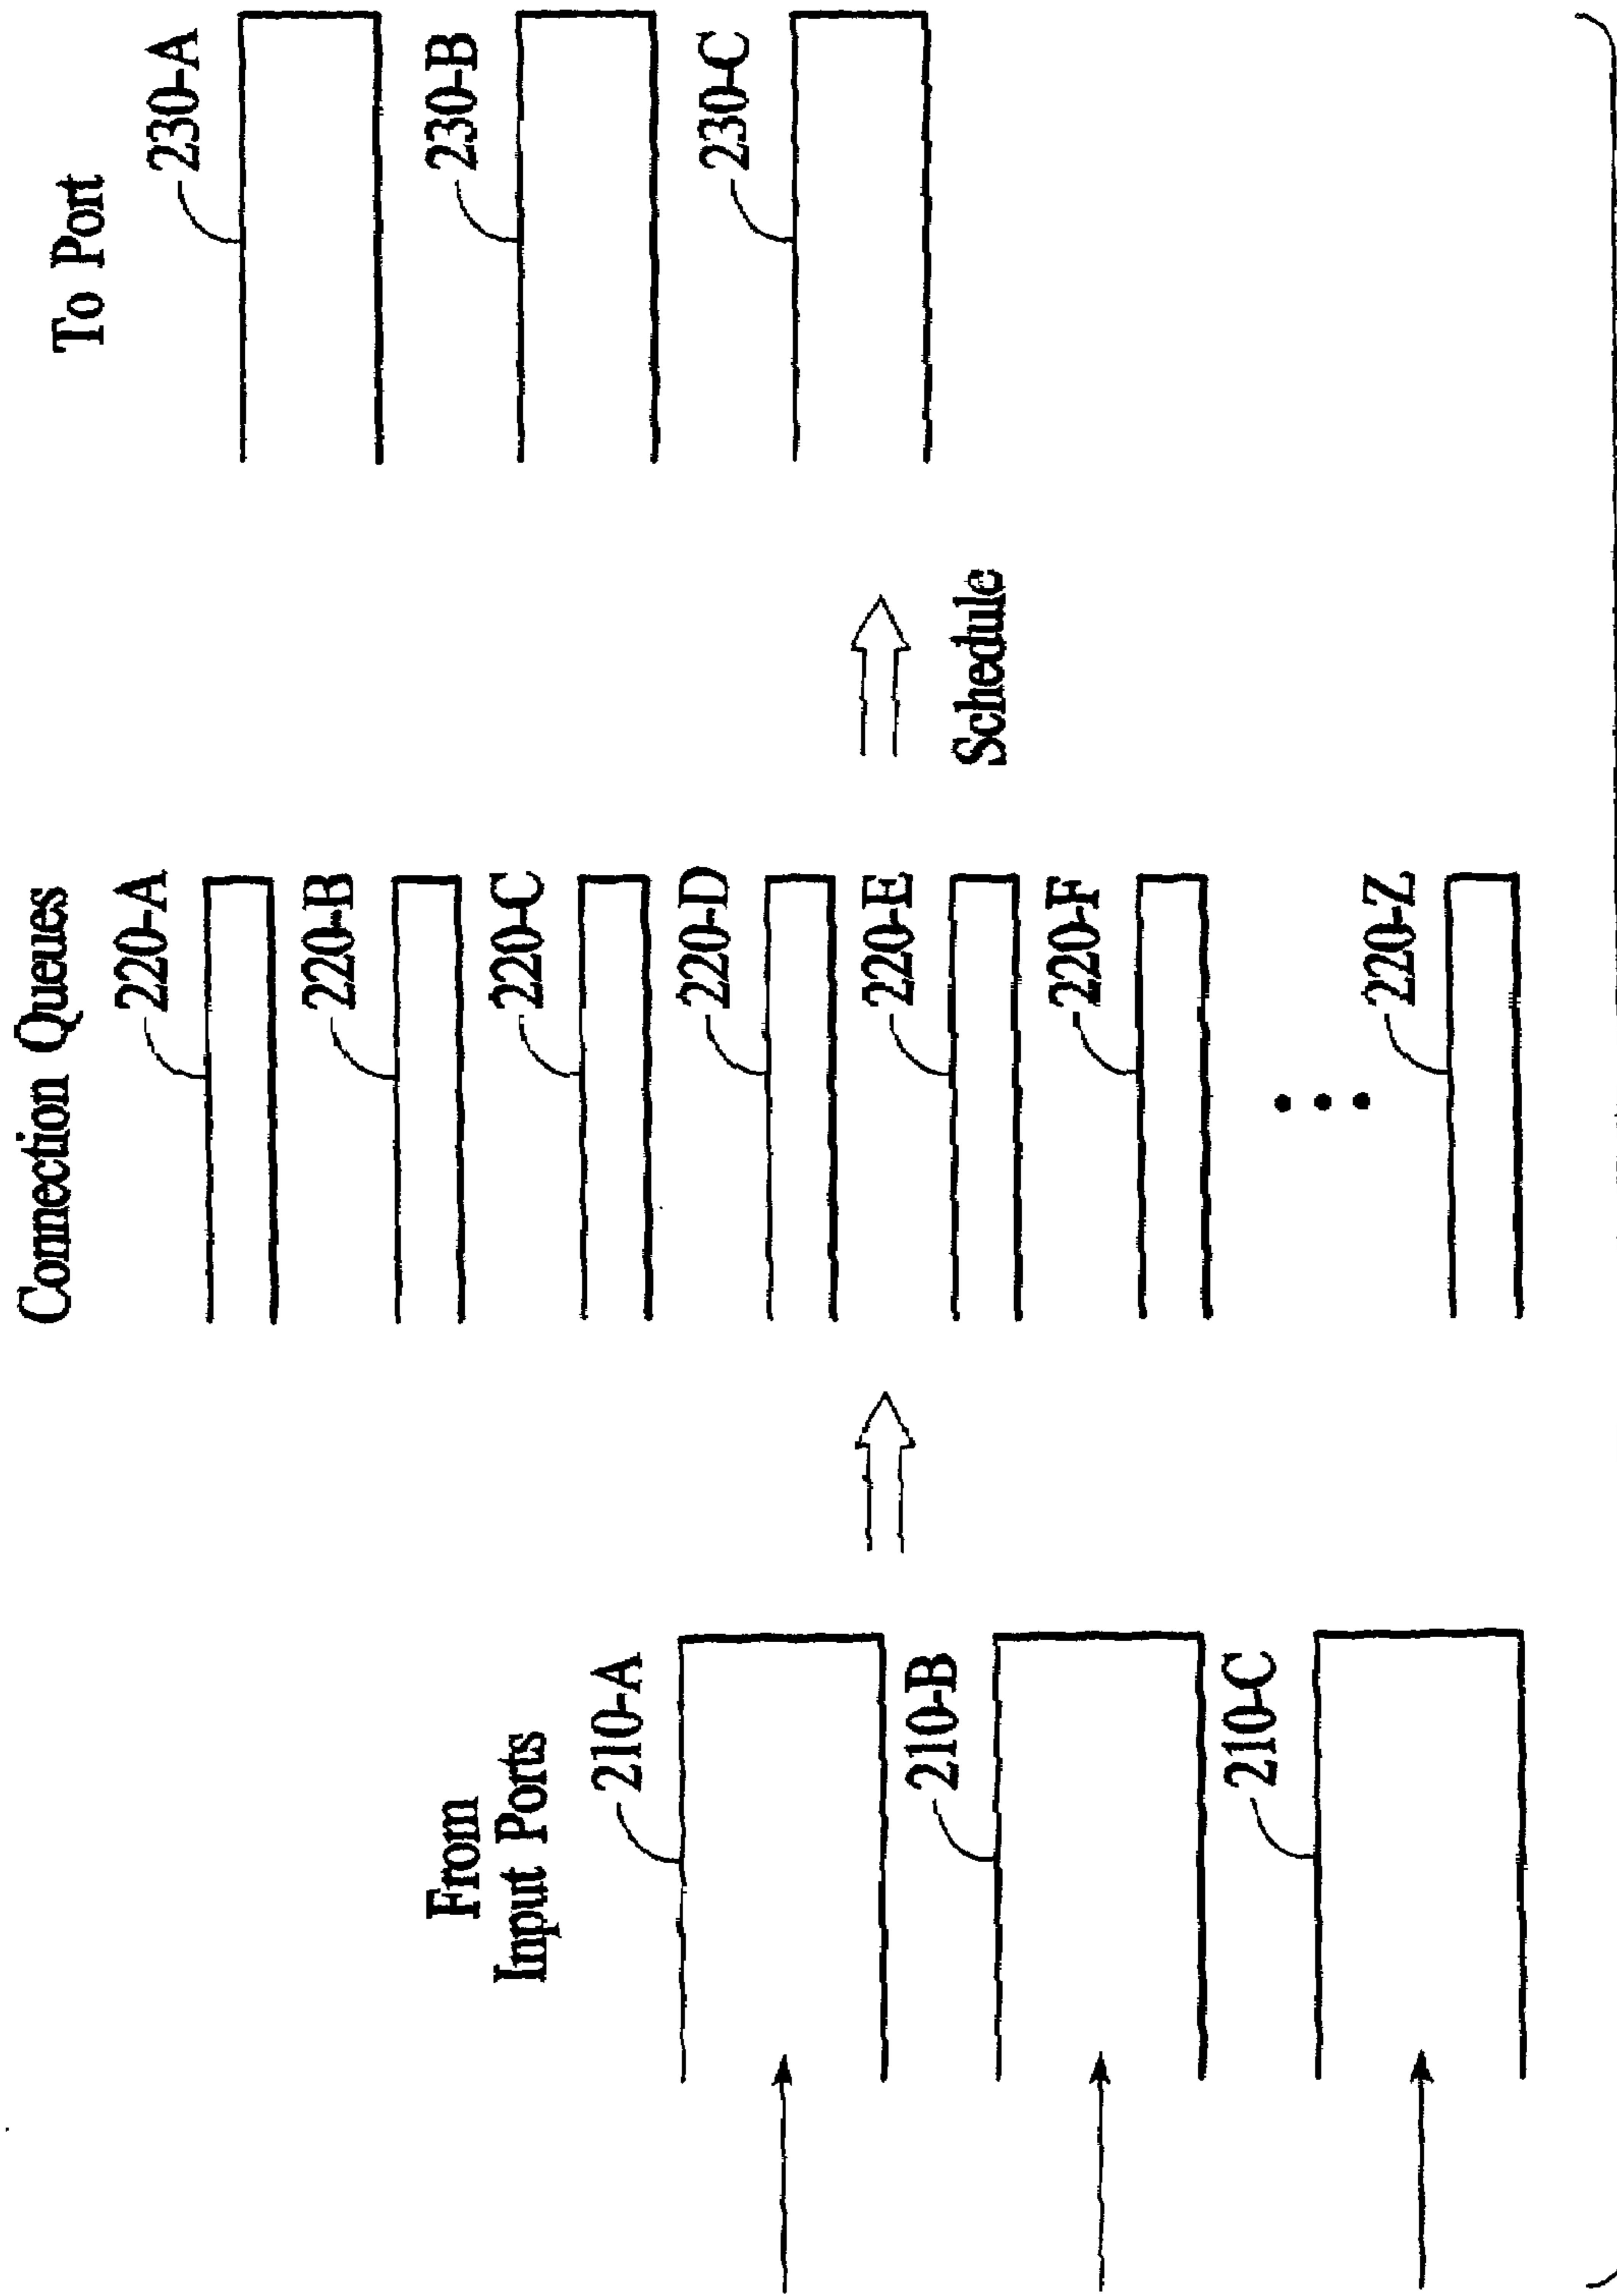 From
Input Ports
210-A
210-B
210-C
Connection Queues
220-A
220-B
220-C
220-D
220-E
220-F
220-Z
Schedule
To Port
230-A
230-B
230-C